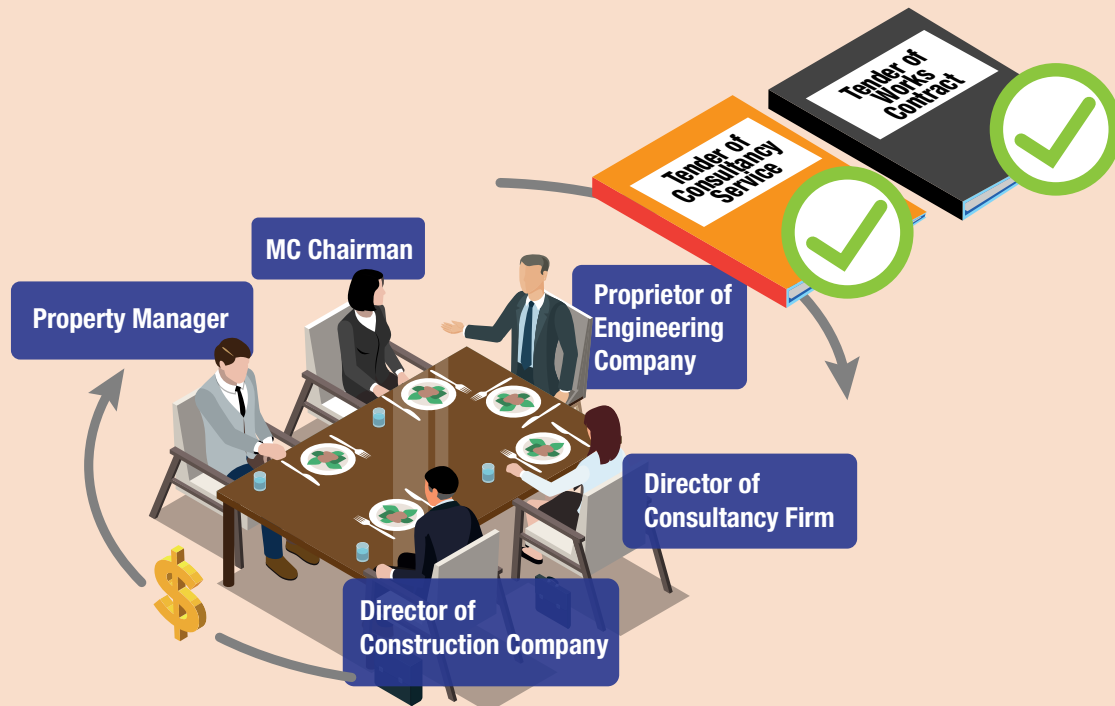 Tender of
Works
Contract
Tender of
Consultancy
Service
MC Chairman
Property Manager
Proprietor of
Engineering
Company
Director of
Consultancy Firm
Director of
Construction Company
$